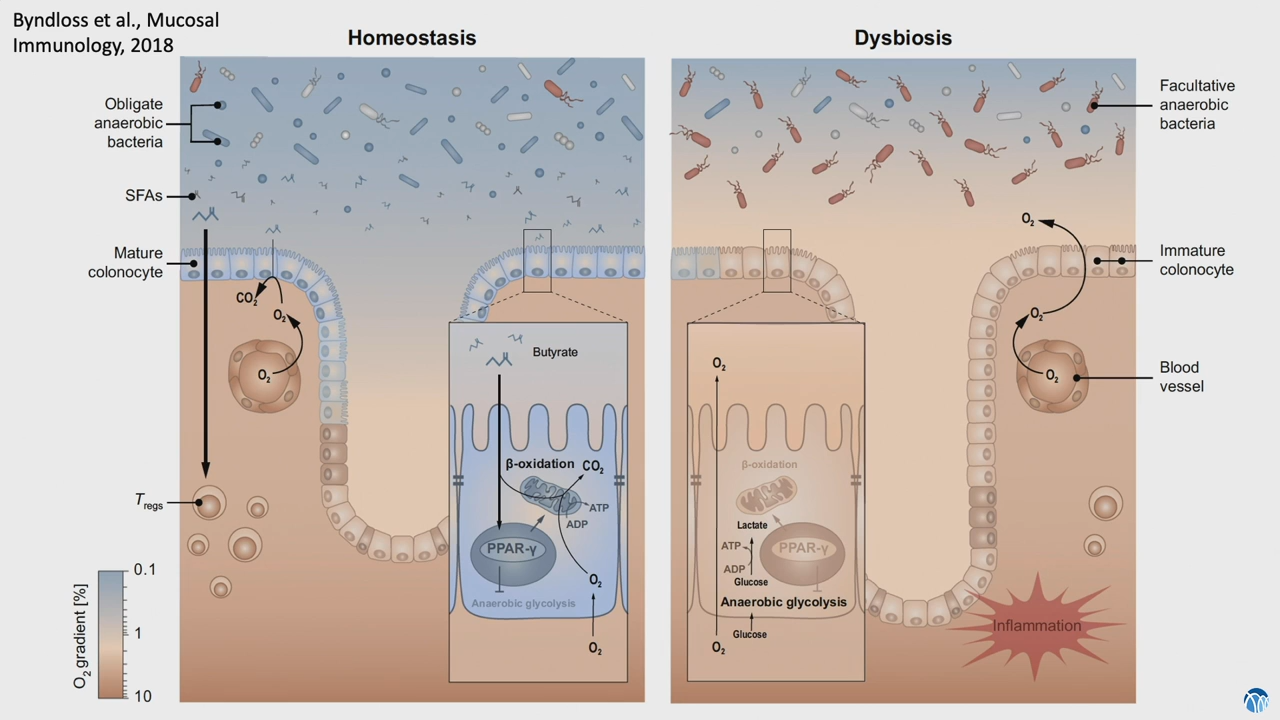 Byndloss et al., Mucosal
Immunology, 2018
Homeostasis
Dysbiosis
Obligate
anaerobic
bacteria
SFAs
Mature
colonocyte
CO₂
O₂
O₂
T regs
O₂ gradient [%]
0.1
1
10
Butyrate
β-oxidation
CO₂
ATP
ADP
PPAR-γ
O₂
Anaerobic glycolysis
O₂
O₂
β-oxidation
Lactate
ATP
ADP
PPAR-γ
Glucose
Anaerobic glycolysis
Glucose
O₂
O₂
O₂
O₂
Inflammation
Facultative
anaerobic
bacteria
Immature
colonocyte
Blood
vessel